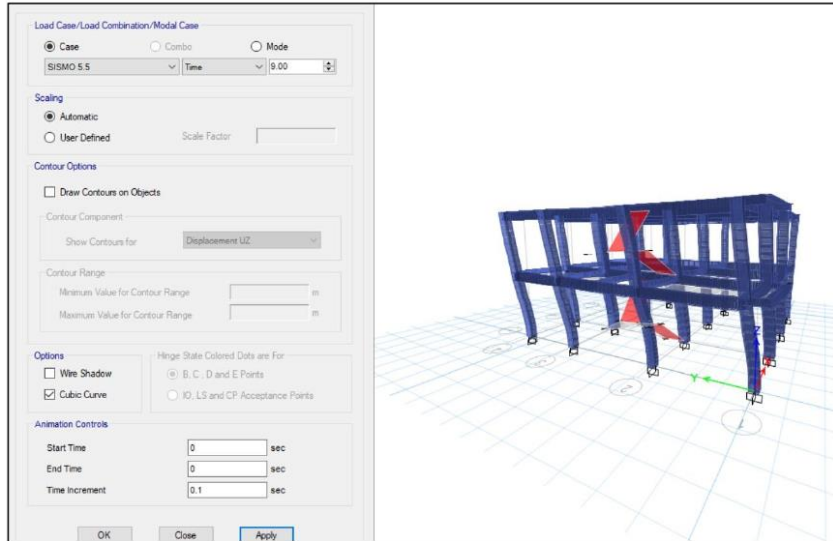 Load Case/Load Combination/Modal Case
Case Combo Mode
SISMO 5.5 Time 9.00
Scaling
Automatic
User Defined Scale Factor
Contour Options
Draw Contours on Objects
Contour Component
Show Contours for Displacement UZ
Contour Range
Minimum Value for Contour Range m
Maximum Value for Contour Range m
Options
Wire Shadow
Cubic Curve
Hinge State Colored Dots are For
B, C , D and E Points
IO, LS and CP Acceptance Points
Animation Controls
Start Time 0 sec
End Time 0 sec
Time Increment 0.1 sec
OK Close Apply
Z
Y